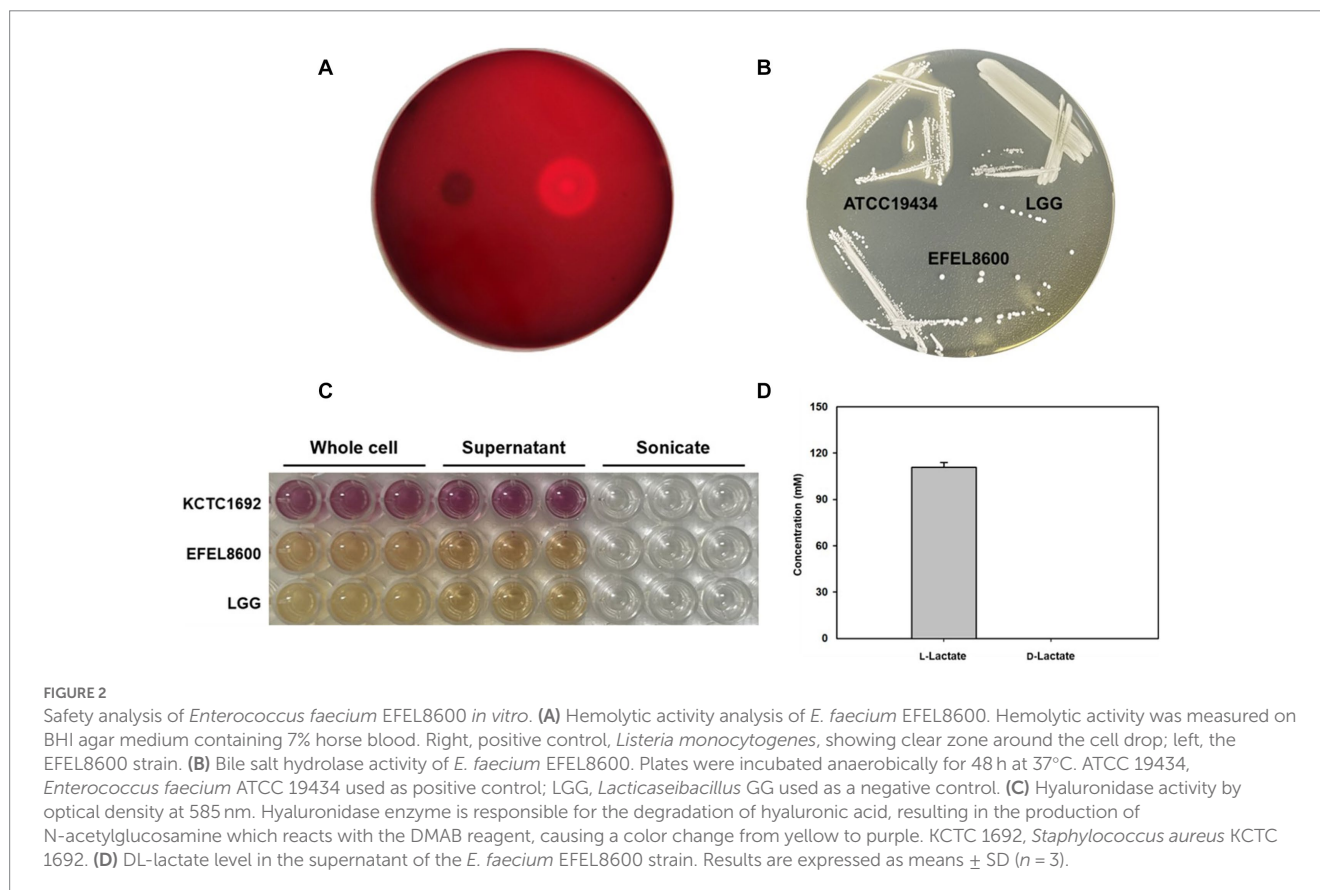 A
B
ATCC19434
LGG
EFEL8600
C
Whole cell
Supernatant
Sonicate
KCTC1692
EFEL8600
LGG
D
150
120
90
60
30
0
Concentration (mM)
L-Lactate
D-Lactate
FIGURE 2
Safety analysis of Enterococcus faecium EFEL8600 in vitro. (A) Hemolytic activity analysis of E. faecium EFEL8600. Hemolytic activity was measured on
BHI agar medium containing 7% horse blood. Right, positive control, Listeria monocytogenes, showing clear zone around the cell drop; left, the
EFEL8600 strain. (B) Bile salt hydrolase activity of E. faecium EFEL8600. Plates were incubated anaerobically for 48 h at 37°C. ATCC 19434,
Enterococcus faecium ATCC 19434 used as positive control; LGG, Lacticaseibacillus GG used as a negative control. (C) Hyaluronidase activity by
optical density at 585 nm. Hyaluronidase enzyme is responsible for the degradation of hyaluronic acid, resulting in the production of
N-acetylglucosamine which reacts with the DMAB reagent, causing a color change from yellow to purple. KCTC 1692, Staphylococcus aureus KCTC
1692. (D) DL-lactate level in the supernatant of the E. faecium EFEL8600 strain. Results are expressed as means ± SD (n = 3).